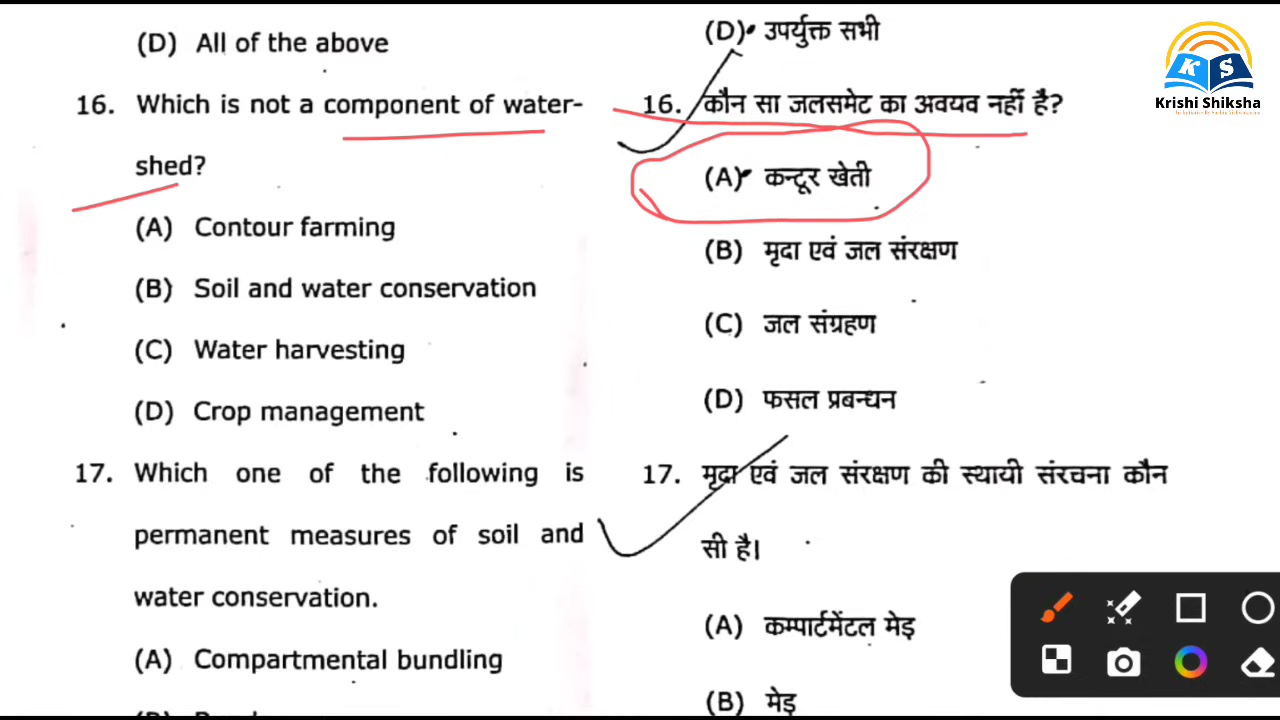 (D) All of the above
16. Which is not a component of water-
shed?
(A) Contour farming
(B) Soil and water conservation
(C) Water harvesting
(D) Crop management
17. Which one of the following is
permanent measures of soil and
water conservation.
(A) Compartmental bundling
(D) उपर्युक्त सभी
16. कौन सा जलसमेट का अवयव नहीं है?
(A) कन्टूर खेती
(B) मृदा एवं जल संरक्षण
(C) जल संग्रहण
(D) फसल प्रबन्धन
17. मृदा एवं जल संरक्षण की स्थायी संरचना कौन
सी है।
(A) कम्पार्टमेंटल मेड़
(B) मेड़
KS
Krishi Shiksha